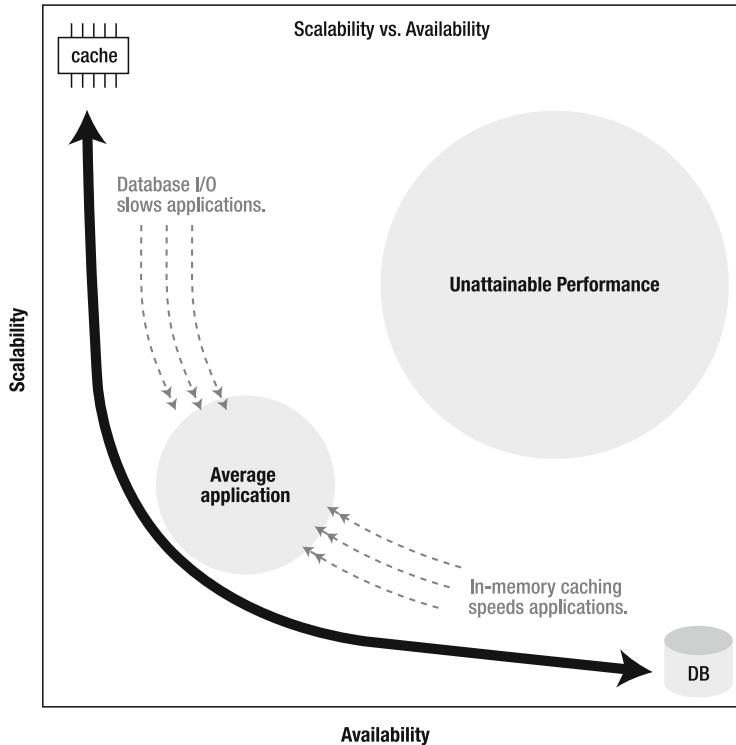 Scalability vs. Availability
cache
Database I/O
slows applications.
Unattainable Performance
Scalability
Average
application
In-memory caching
speeds applications.
DB
Availability